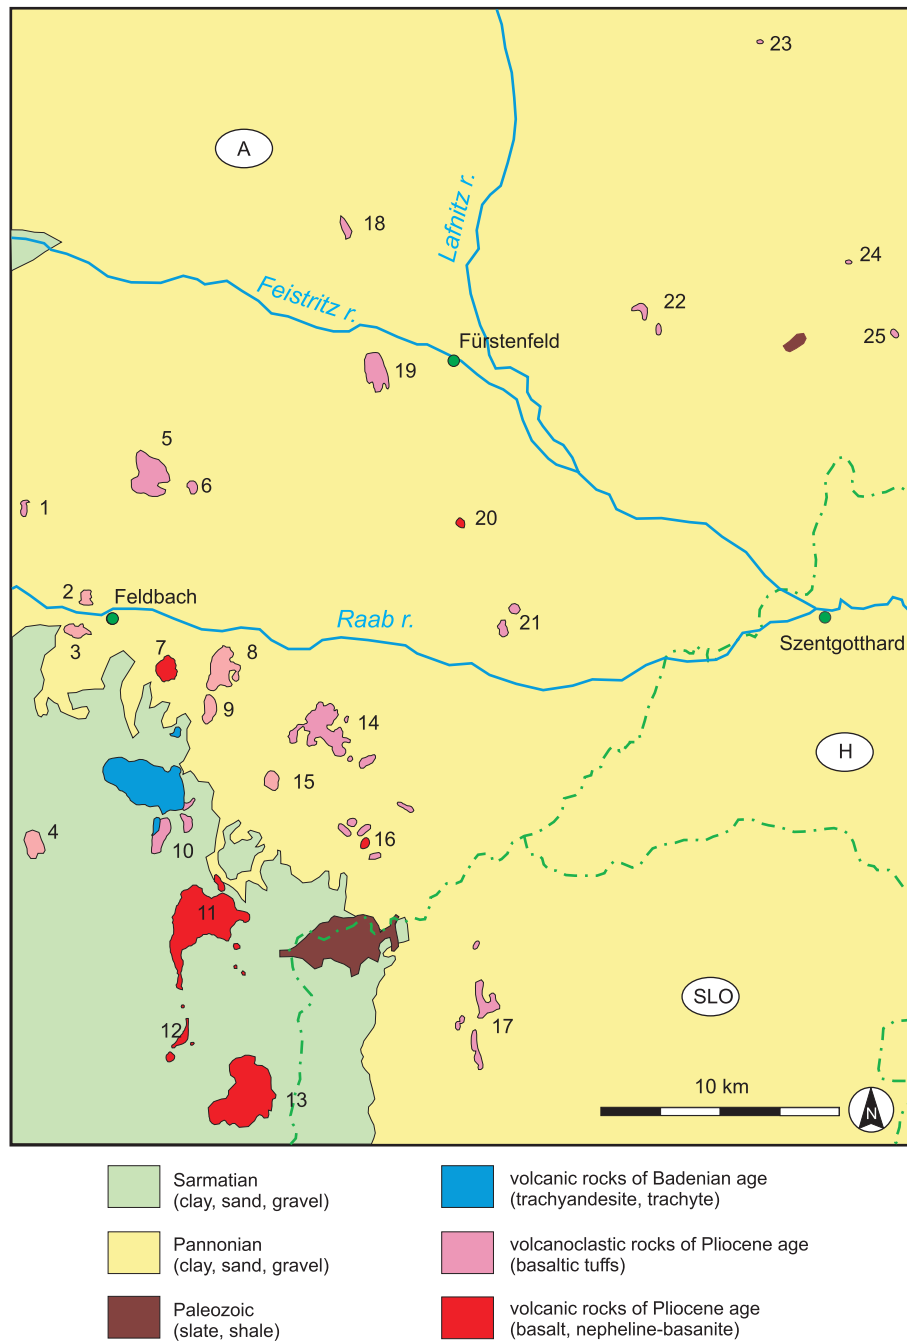 23
A
18
Lafnitz r.
24
Feistritz r.
22
Fürstenfeld
25
19
5
6
1
20
2
Feldbach
21
Raab r.
3
7
8
Szentgotthard
9
14
H
15
4
10
16
11
SLO
17
12
10 km
13
N
Sarmatian
(clay, sand, gravel)
Pannonian
(clay, sand, gravel)
Paleozoic
(slate, shale)
volcanic rocks of Badenian age
(trachyandesite, trachyte)
volcanoclastic rocks of Pliocene age
(basaltic tuffs)
volcanic rocks of Pliocene age
(basalt, nepheline-basanite)